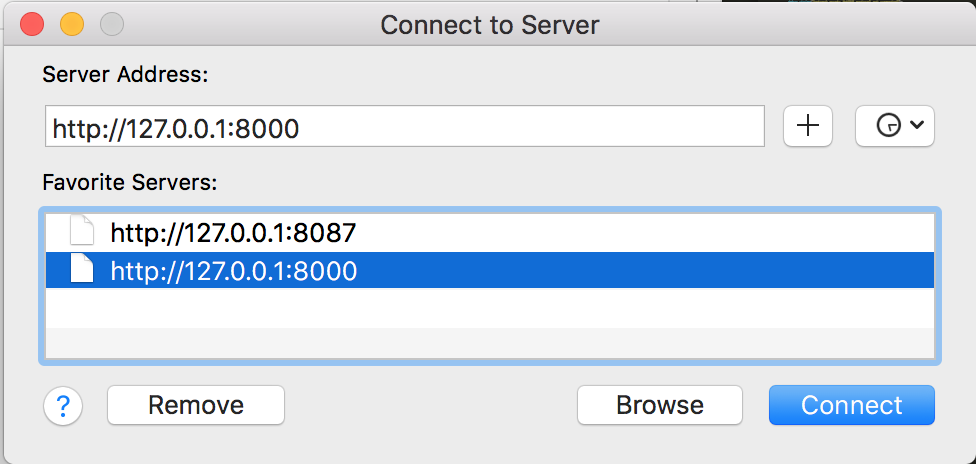 Connect to Server
Server Address:
http://127.0.0.1:8000
Favorite Servers:
http://127.0.0.1:8087
http://127.0.0.1:8000
? Remove Browse Connect